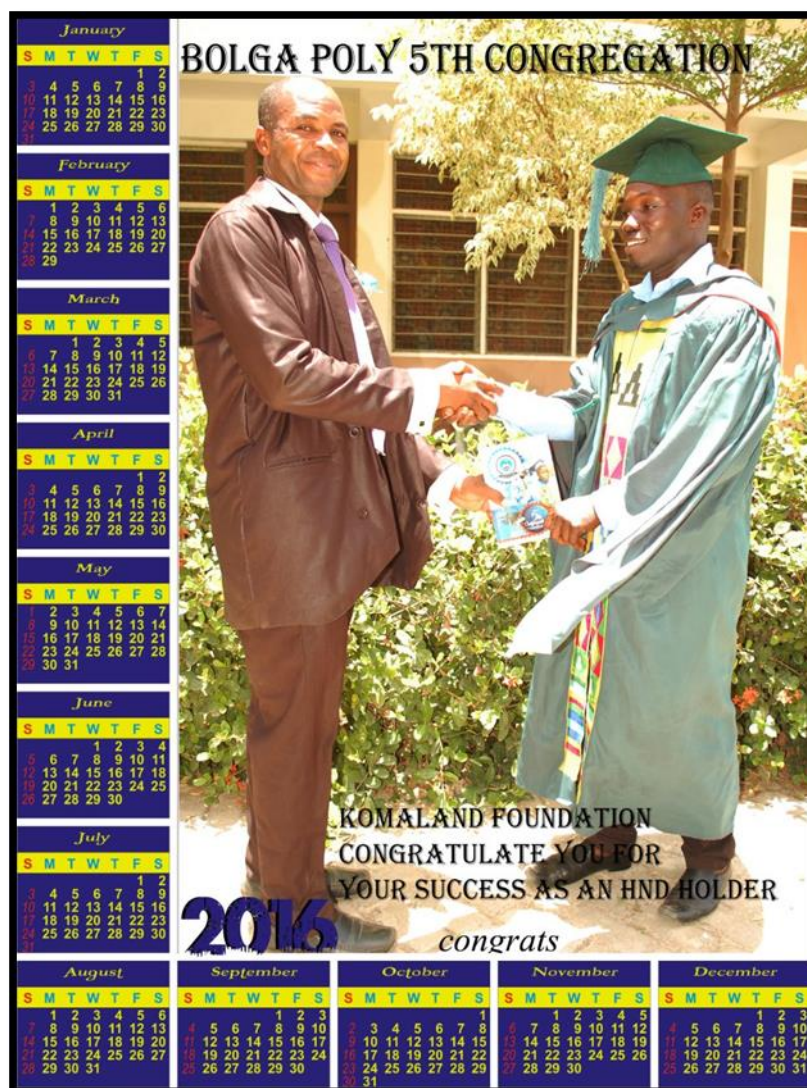 BOLGA POLY 5TH CONGREGATION
January
S M T W T F S
1 2
3 4 5 6 7 8 9
10 11 12 13 14 15 16
17 18 19 20 21 22 23
24 25 26 27 28 29 30
31
February
S M T W T F S
1 2 3 4 5 6
7 8 9 10 11 12 13
14 15 16 17 18 19 20
21 22 23 24 25 26 27
28 29
March
S M T W T F S
1 2 3 4 5
6 7 8 9 10 11 12
13 14 15 16 17 18 19
20 21 22 23 24 25 26
27 28 29 30 31
April
S M T W T F S
1 2
3 4 5 6 7 8 9
10 11 12 13 14 15 16
17 18 19 20 21 22 23
24 25 26 27 28 29 30
May
S M T W T F S
1 2 3 4 5 6 7
8 9 10 11 12 13 14
15 16 17 18 19 20 21
22 23 24 25 26 27 28
29 30 31
June
S M T W T F S
1 2 3 4
5 6 7 8 9 10 11
12 13 14 15 16 17 18
19 20 21 22 23 24 25
26 27 28 29 30
July
S M T W T F S
1 2
3 4 5 6 7 8 9
10 11 12 13 14 15 16
17 18 19 20 21 22 23
24 25 26 27 28 29 30
31
KOMALAND FOUNDATION
CONGRATULATE YOU FOR
YOUR SUCCESS AS AN HND HOLDER
2016
congrats
August
S M T W T F S
1 2 3 4 5 6
7 8 9 10 11 12 13
14 15 16 17 18 19 20
21 22 23 24 25 26 27
28 29 30 31
September
S M T W T F S
1 2 3
4 5 6 7 8 9 10
11 12 13 14 15 16 17
18 19 20 21 22 23 24
25 26 27 28 29 30
October
S M T W T F S
1
2 3 4 5 6 7 8
9 10 11 12 13 14 15
16 17 18 19 20 21 22
23 24 25 26 27 28 29
30 31
November
S M T W T F S
1 2 3 4 5
6 7 8 9 10 11 12
13 14 15 16 17 18 19
20 21 22 23 24 25 26
27 28 29 30
December
S M T W T F S
1 2 3
4 5 6 7 8 9 10
11 12 13 14 15 16 17
18 19 20 21 22 23 24
25 26 27 28 29 30 31